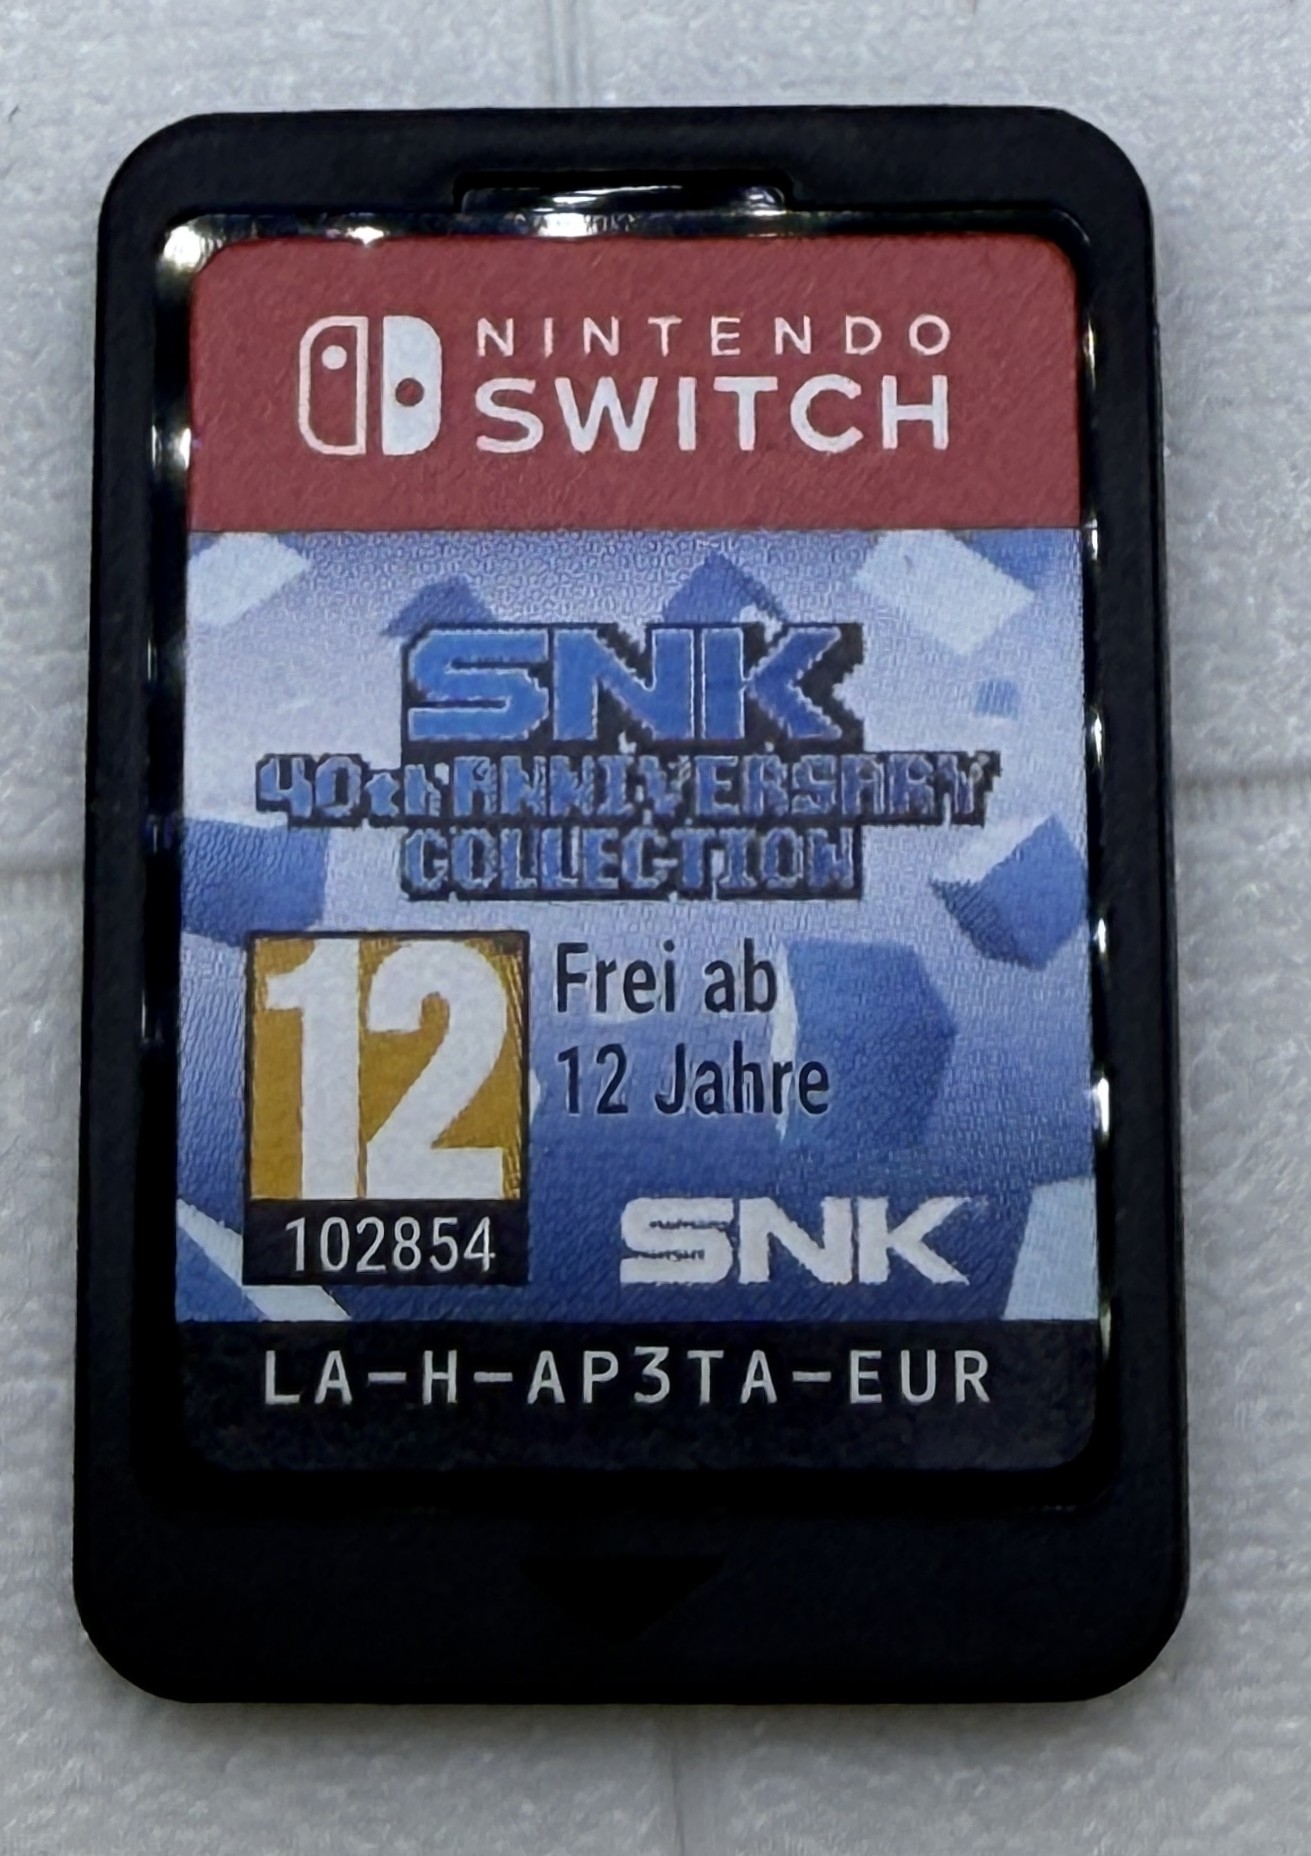 NINTENDO
SWITCH
SNK
40th ANNIVERSARY
COLLECTION
12
Frei ab
12 Jahre
102854
SNK
LA-H-AP3TA-EUR